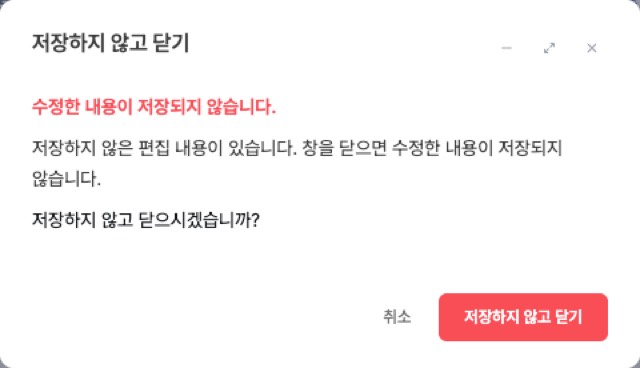 저장하지 않고 닫기
수정한 내용이 저장되지 않습니다.
저장하지 않은 편집 내용이 있습니다. 창을 닫으면 수정한 내용이 저장되지
않습니다.
저장하지 않고 닫으시겠습니까?
취소
저장하지 않고 닫기